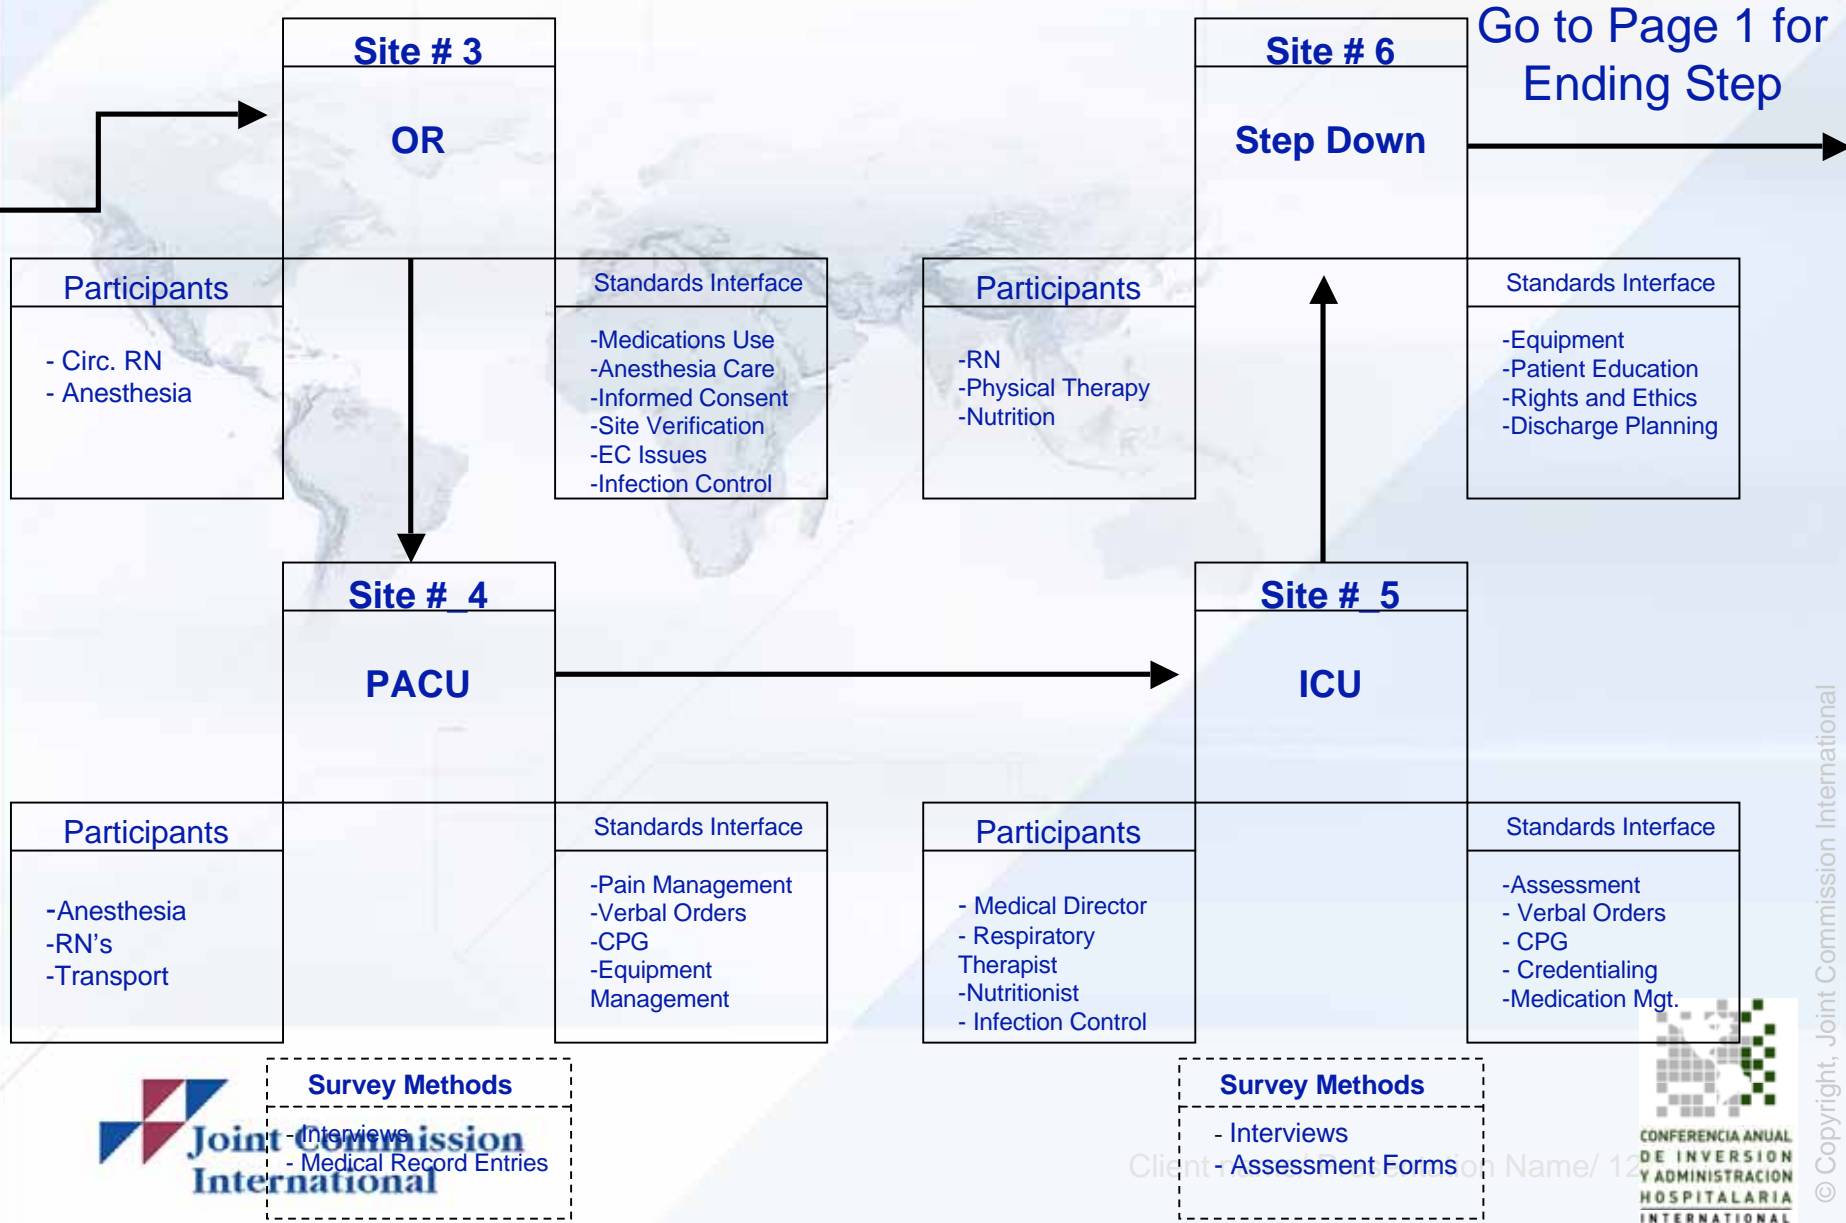 Site # 3
OR
Participants
- Circ. RN
- Anesthesia
Standards Interface
-Medications Use
-Anesthesia Care
-Informed Consent
-Site Verification
-EC Issues
-Infection Control
Site # 6
Step Down
Go to Page 1 for
Ending Step
Participants
-RN
-Physical Therapy
-Nutrition
Standards Interface
-Equipment
-Patient Education
-Rights and Ethics
-Discharge Planning
Site #_4
PACU
Participants
-Anesthesia
-RN's
-Transport
Standards Interface
-Pain Management
-Verbal Orders
-CPG
-Equipment
Management
Site #_5
ICU
Participants
- Medical Director
- Respiratory
Therapist
-Nutritionist
- Infection Control
Standards Interface
-Assessment
- Verbal Orders
- CPG
- Credentialing
-Medication Mgt.
Survey Methods
- Interviews
- Medical Record Entries
Joint Commission
International
Survey Methods
- Interviews
- Assessment Forms
Client name/ Presentation Name/ 12
CONFERENCIA ANUAL
DE INVERSION
Y ADMINISTRACION
HOSPITALARIA
INTERNATIONAL
© Copyright, Joint Commission International